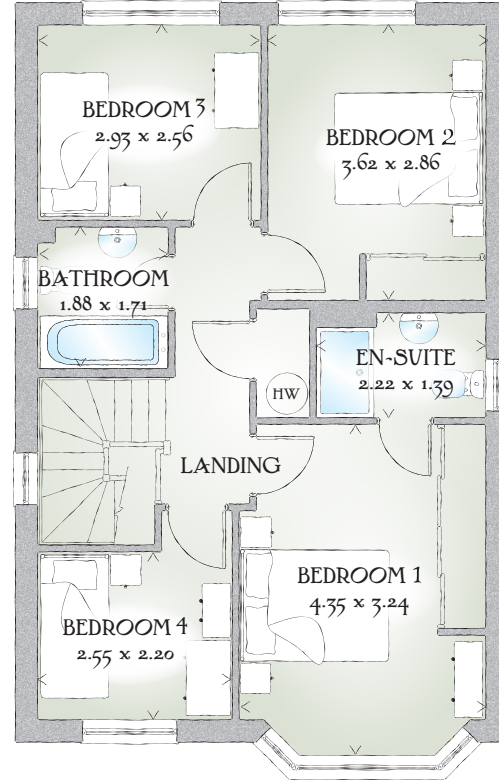 BEDROOM 3
2.93 x 2.56
BEDROOM 2
3.62 x 2.86
BATHROOM
1.88 x 1.71
EN-SUITE
2.22 x 1.39
HW
LANDING
BEDROOM 1
4.35 x 3.24
BEDROOM 4
2.55 x 2.20